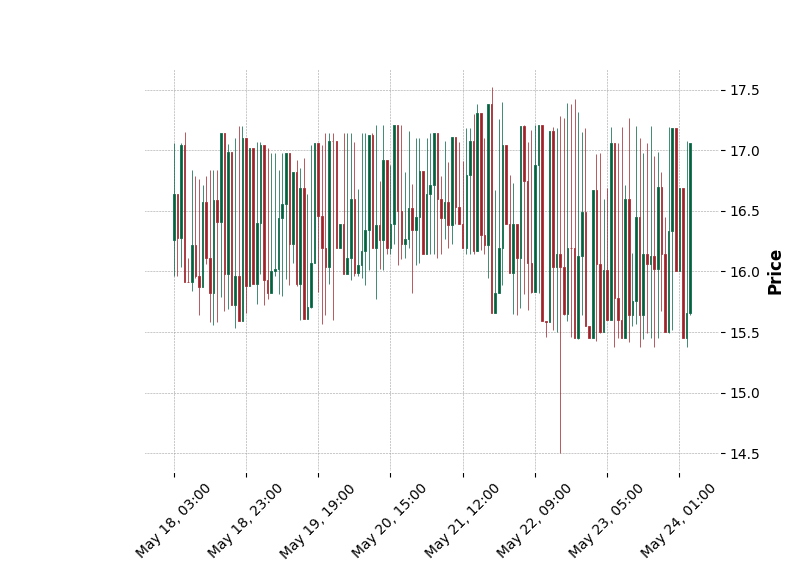 17.5
17.0
16.5
16.0
15.5
15.0
14.5
Price
May 18, 03:00
May 18, 23:00
May 19, 19:00
May 20, 15:00
May 21, 12:00
May 22, 09:00
May 23, 05:00
May 24, 01:00